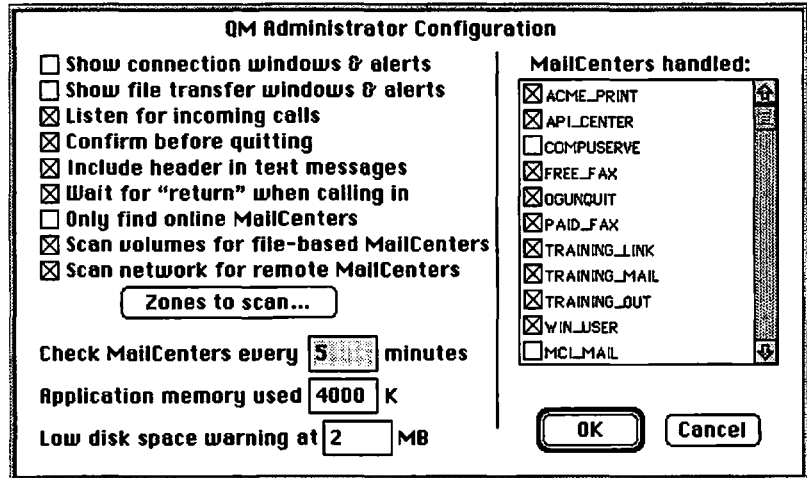 QM Administrator Configuration
Show connection windows & alerts
Show file transfer windows & alerts
Listen for incoming calls
Confirm before quitting
Include header in text messages
Wait for “return” when calling in
Only find online MailCenters
Scan volumes for file-based MailCenters
Scan network for remote MailCenters
Zones to scan...
Check MailCenters every 5 minutes
Application memory used 4000 K
Low disk space warning at 2 MB
MailCenters handled:
ACME_PRINT
API_CENTER
COMPUSERVE
FREE_FAX
OGUNQUIT
PAID_FAX
TRAINING_LINK
TRAINING_MAIL
TRAINING_OUT
WIN_USER
MCI_MAIL
OK
Cancel